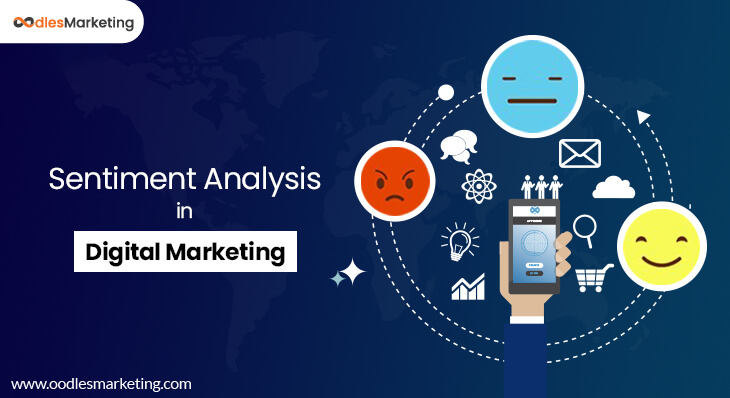 oodlesMarketing
Sentiment Analysis
in
Digital Marketing
www.oodlesmarketing.com